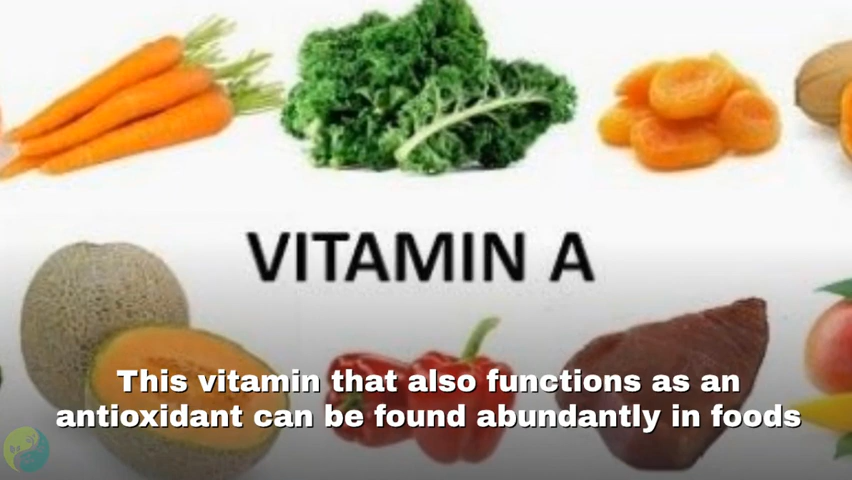 VITAMIN A
This vitamin that also functions as an
antioxidant can be found abundantly in foods